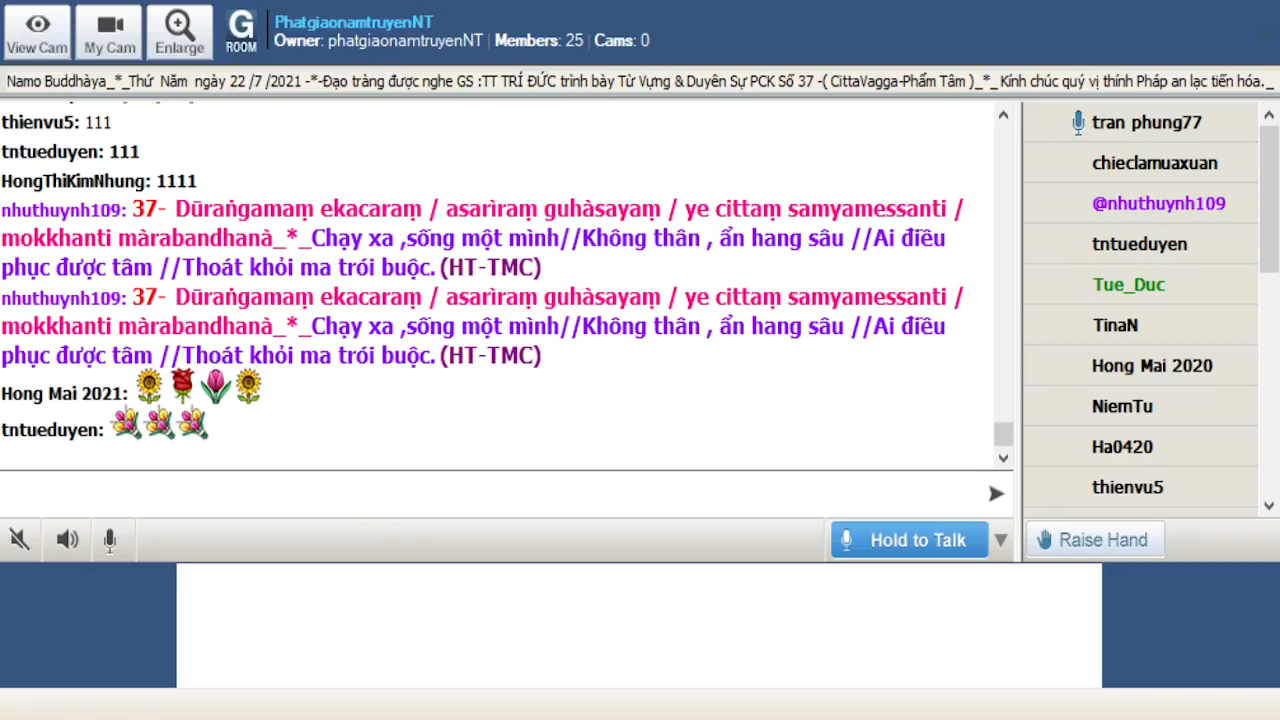 View Cam
My Cam
Enlarge
G
ROOM
PhatgiaonamtruyenNT
Owner: phatgiaonamtruyenNT | Members: 25 | Cams: 0
Namo Buddhàya_*_Thứ Năm ngày 22 /7 /2021 -*-Đạo tràng được nghe GS :TT TRÍ ĐỨC trình bày Từ Vựng & Duyên Sự PCK Số 37 -( CittaVagga-Phẩm Tâm )_*_ Kính chúc quý vị thính Pháp an lạc tiến hóa._
thienvu5: 111
tntueduyen: 111
HongThiKimNhung: 1111
nhuthuynh109: 37- Dūraṅgamaṃ ekacaraṃ / asarìraṃ guhàsayaṃ / ye cittaṃ samyamessanti /
mokkhanti màrabandhanà_*_Chạy xa ,sống một mình//Không thân , ẩn hang sâu //Ai điều
phục được tâm //Thoát khỏi ma trói buộc. (HT-TMC)
nhuthuynh109: 37- Dūraṅgamaṃ ekacaraṃ / asarìraṃ guhàsayaṃ / ye cittaṃ samyamessanti /
mokkhanti màrabandhanà_*_Chạy xa ,sống một mình//Không thân , ẩn hang sâu //Ai điều
phục được tâm //Thoát khỏi ma trói buộc. (HT-TMC)
Hong Mai 2021:
tntueduyen:
Hold to Talk
tran phung77
chieclamuaxuan
@nhuthuynh109
tntueduyen
Tue_Duc
TinaN
Hong Mai 2020
NiemTu
Ha0420
thienvu5
Raise Hand